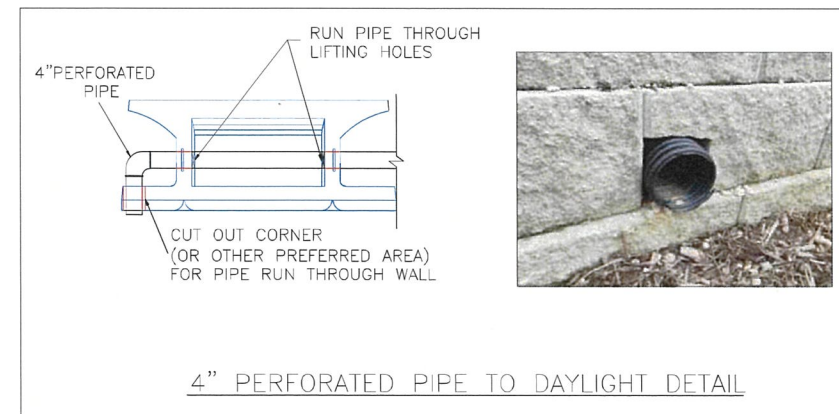 RUN PIPE THROUGH
LIFTING HOLES
4"PERFORATED
PIPE
CUT OUT CORNER
(OR OTHER PREFERRED AREA)
FOR PIPE RUN THROUGH WALL
4" PERFORATED PIPE TO DAYLIGHT DETAIL